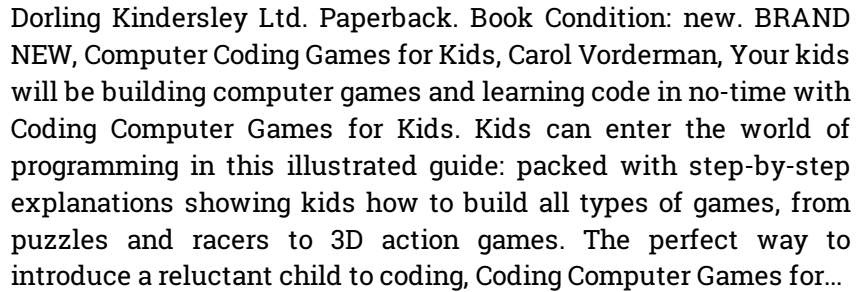 Dorling Kindersley Ltd. Paperback. Book Condition: new. BRAND
NEW, Computer Coding Games for Kids, Carol Vorderman, Your kids
will be building computer games and learning code in no-time with
Coding Computer Games for Kids. Kids can enter the world of
programming in this illustrated guide: packed with step-by-step
explanations showing kids how to build all types of games, from
puzzles and racers to 3D action games. The perfect way to
introduce a reluctant child to coding, Coding Computer Games for...